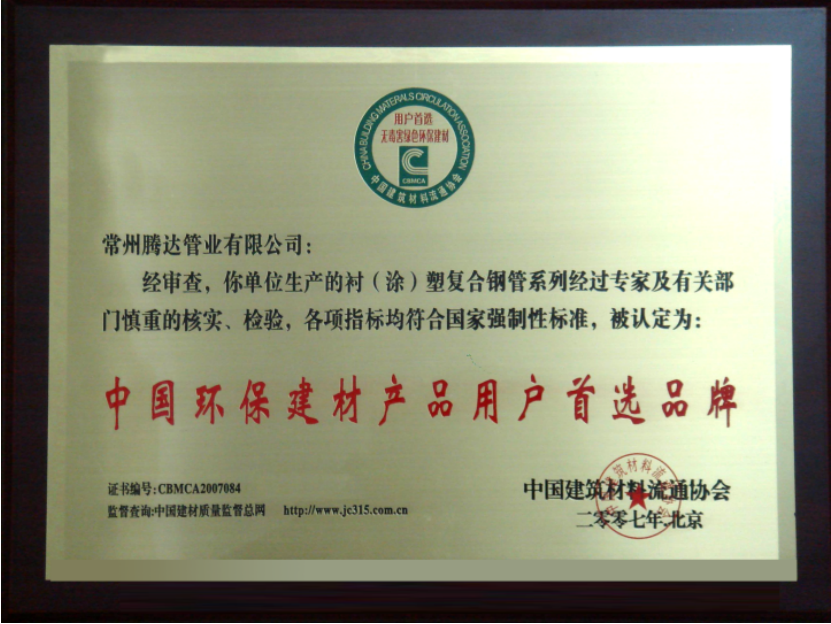 CHINA BUILDING MATERIALS CIRCULATION ASSOCIATION
用户首选
无毒害绿色环保建材
C
CBMCA
中国建筑材料流通协会
常州腾达管业有限公司：
经审查，你单位生产的衬（涂）塑复合钢管系列经过专家及有关部
门慎重的核实、检验，各项指标均符合国家强制性标准，被认定为：
中国环保建材产品用户首选品牌
证书编号:CBMCA2007084
监督查询:中国建材质量监督总网 http://www.jc315.com.cn
中国建筑材料流通协会
二零零七年.北京
筑材料流